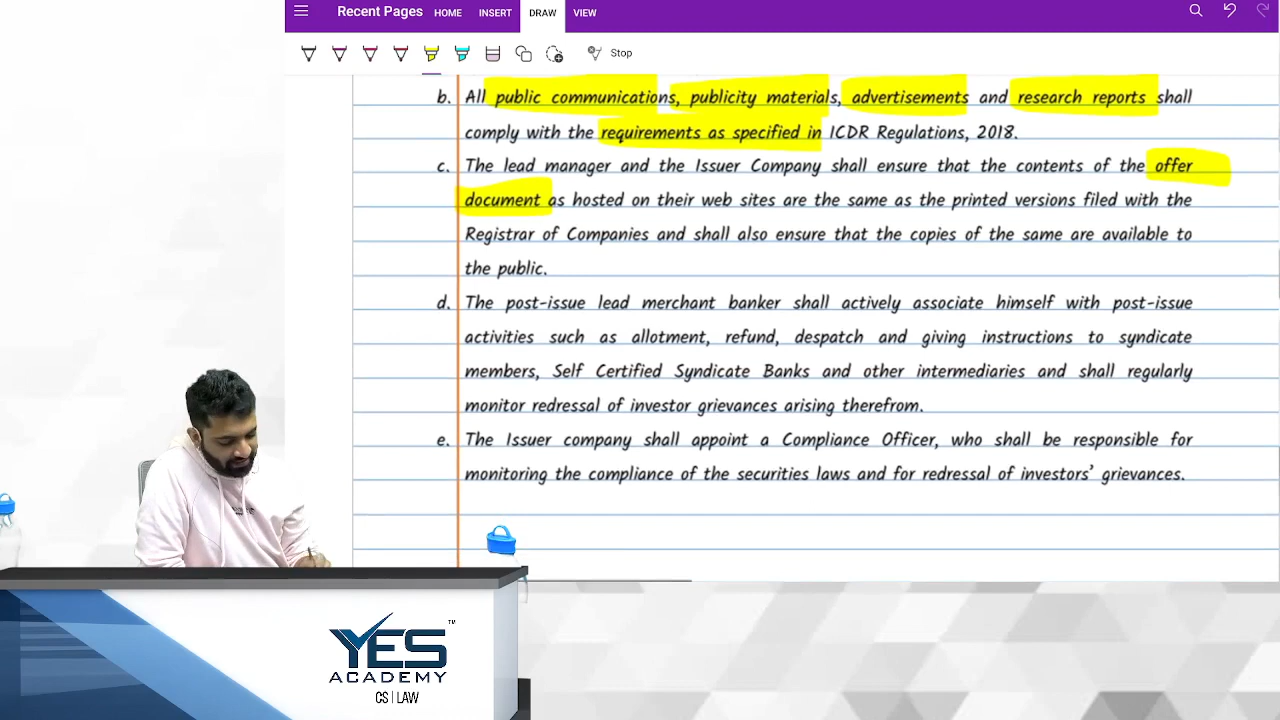 Recent Pages HOME INSERT DRAW VIEW
Stop
b. All public communications, publicity materials, advertisements and research reports shall
comply with the requirements as specified in ICDR Regulations, 2018.
c. The lead manager and the Issuer Company shall ensure that the contents of the offer
document as hosted on their web sites are the same as the printed versions filed with the
Registrar of Companies and shall also ensure that the copies of the same are available to
the public.
d. The post-issue lead merchant banker shall actively associate himself with post-issue
activities such as allotment, refund, despatch and giving instructions to syndicate
members, Self Certified Syndicate Banks and other intermediaries and shall regularly
monitor redressal of investor grievances arising therefrom.
e. The Issuer company shall appoint a Compliance Officer, who shall be responsible for
monitoring the compliance of the securities laws and for redressal of investors' grievances.
YES
TM
ACADEMY
CS | LAW